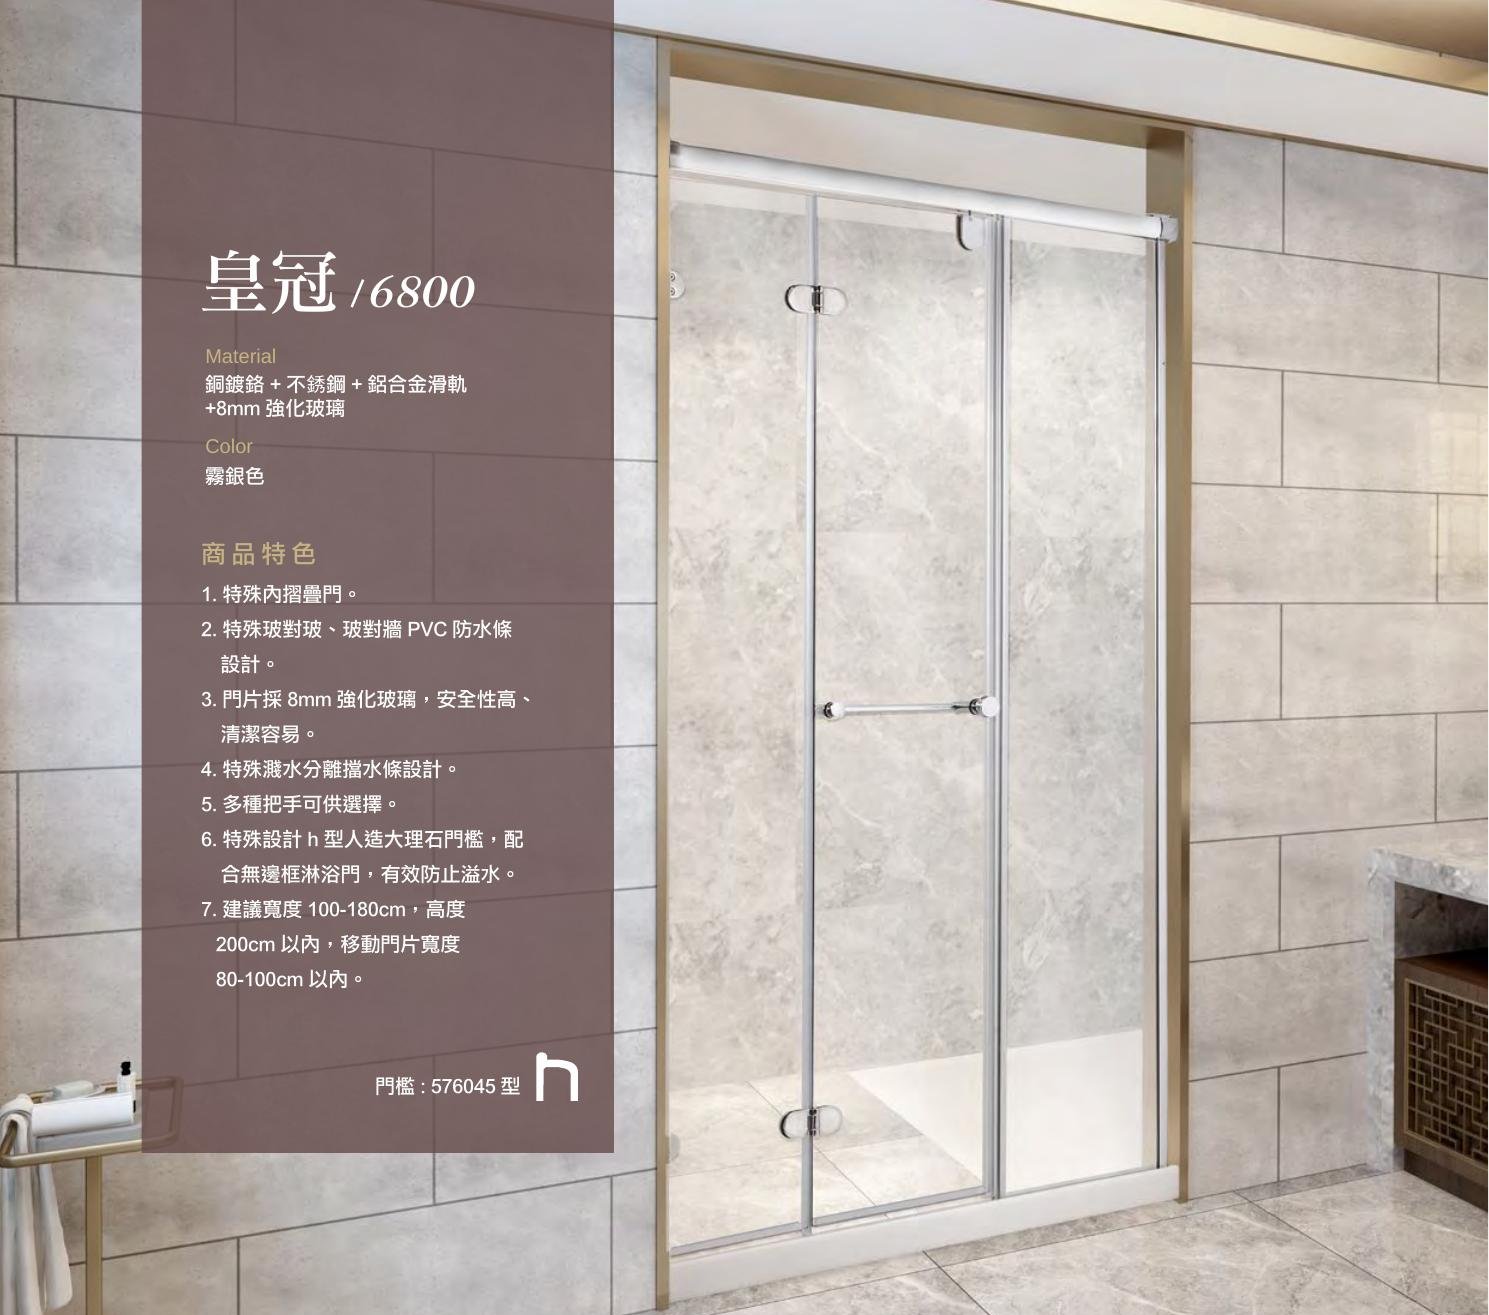 皇冠 /6800
Material
銅鍍鉻 + 不銹鋼 + 鋁合金滑軌
+8mm 強化玻璃
Color
霧銀色
商品特色
1. 特殊內摺疊門。
2. 特殊玻對玻、玻對牆 PVC 防水條
設計。
3. 門片採 8mm 強化玻璃，安全性高、
清潔容易。
4. 特殊濺水分離擋水條設計。
5. 多種把手可供選擇。
6. 特殊設計 h 型人造大理石門檻，配
合無邊框淋浴門，有效防止溢水。
7. 建議寬度 100-180cm，高度
200cm 以內，移動門片寬度
80-100cm 以內。
門檻 : 576045 型 h